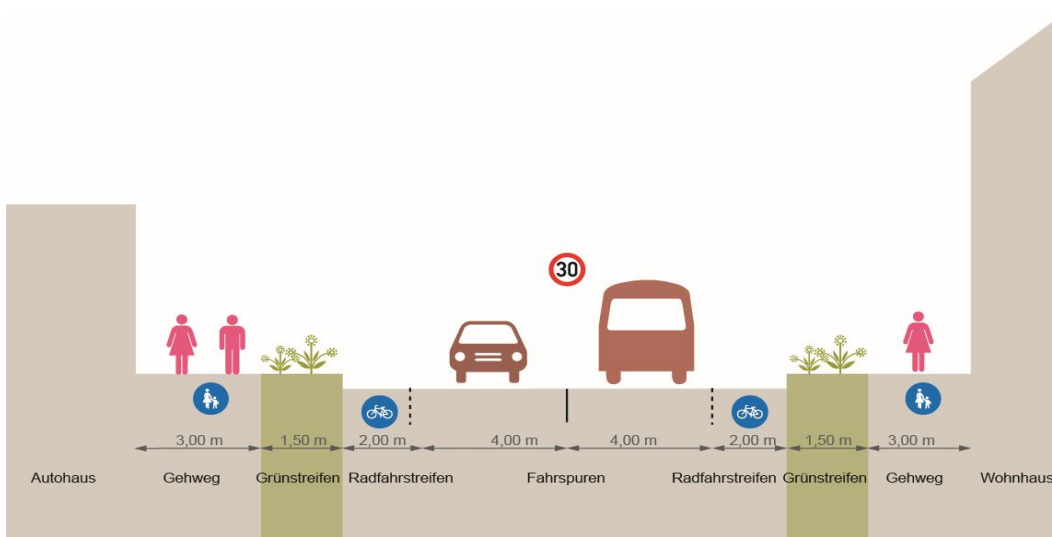 30
3,00 m 1,50 m 2,00 m 4,00 m 4,00 m 2,00 m 1,50 m 3,00 m
Autohaus Gehweg Grünstreifen Radfahrstreifen Fahrspuren Radfahrstreifen Grünstreifen Gehweg Wohnhaus